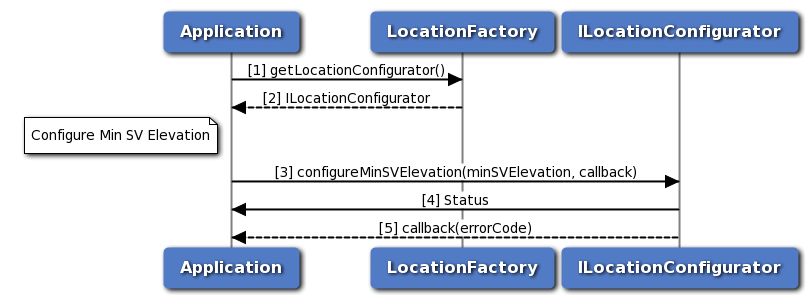 Application LocationFactory ILocationConfigurator
[1] getLocationConfigurator()
[2] ILocationConfigurator
Configure Min SV Elevation
[3] configureMinSVElevation(minSVElevation, callback)
[4] Status
[5] callback(errorCode)
Application LocationFactory ILocationConfigurator